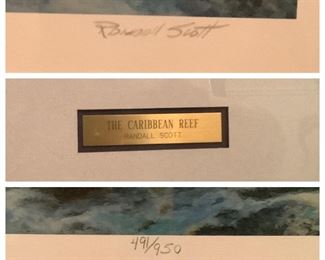 Randall Scott
THE CARIBBEAN REEF
RANDALL SCOTT
491/950